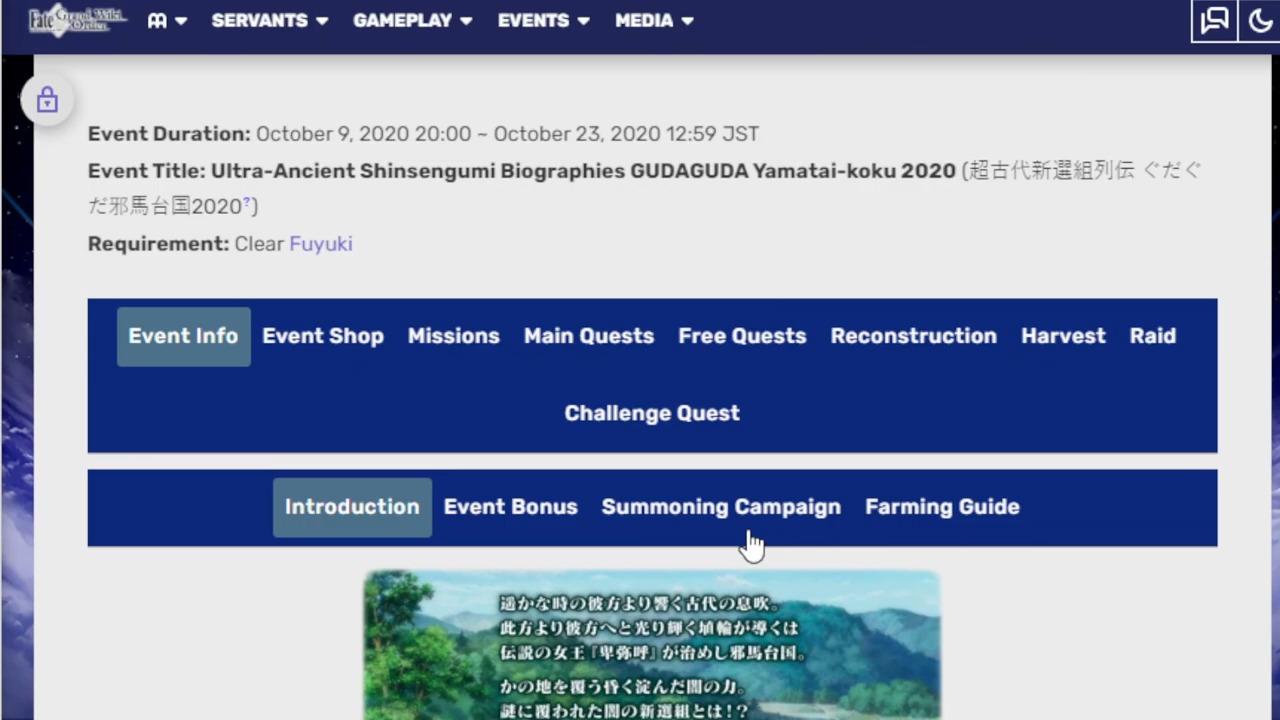 Fate Grand Wiki
Order
SERVANTS GAMEPLAY EVENTS MEDIA
Event Duration: October 9, 2020 20:00 ~ October 23, 2020 12:59 JST
Event Title: Ultra-Ancient Shinsengumi Biographies GUDAGUDA Yamatai-koku 2020 (超古代新選組列伝 ぐだぐ
だ邪馬台国2020?)
Requirement: Clear Fuyuki
Event Info Event Shop Missions Main Quests Free Quests Reconstruction Harvest Raid
Challenge Quest
Introduction Event Bonus Summoning Campaign Farming Guide
遥かな時の彼方より響く古代の息吹。
此方より彼方へと光り輝く埴輪が導くは
伝説の女王『卑弥呼』が治めし邪馬台国。
かの地を覆う昏く淀んだ闇の力。
謎に覆われた闇の新選組とは!?